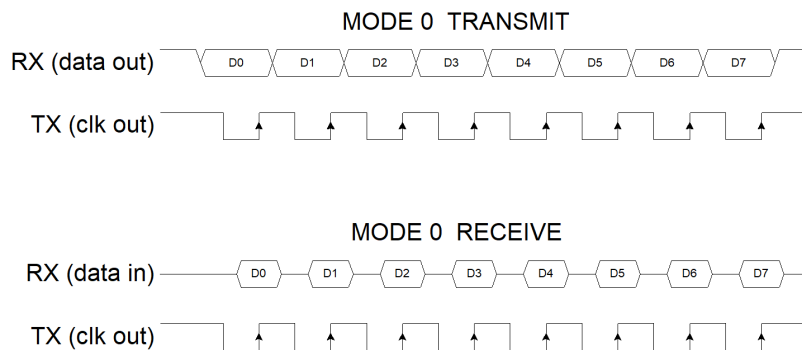 MODE 0 TRANSMIT
RX (data out) D0 D1 D2 D3 D4 D5 D6 D7
TX (clk out)
MODE 0 RECEIVE
RX (data in) D0 D1 D2 D3 D4 D5 D6 D7
TX (clk out)